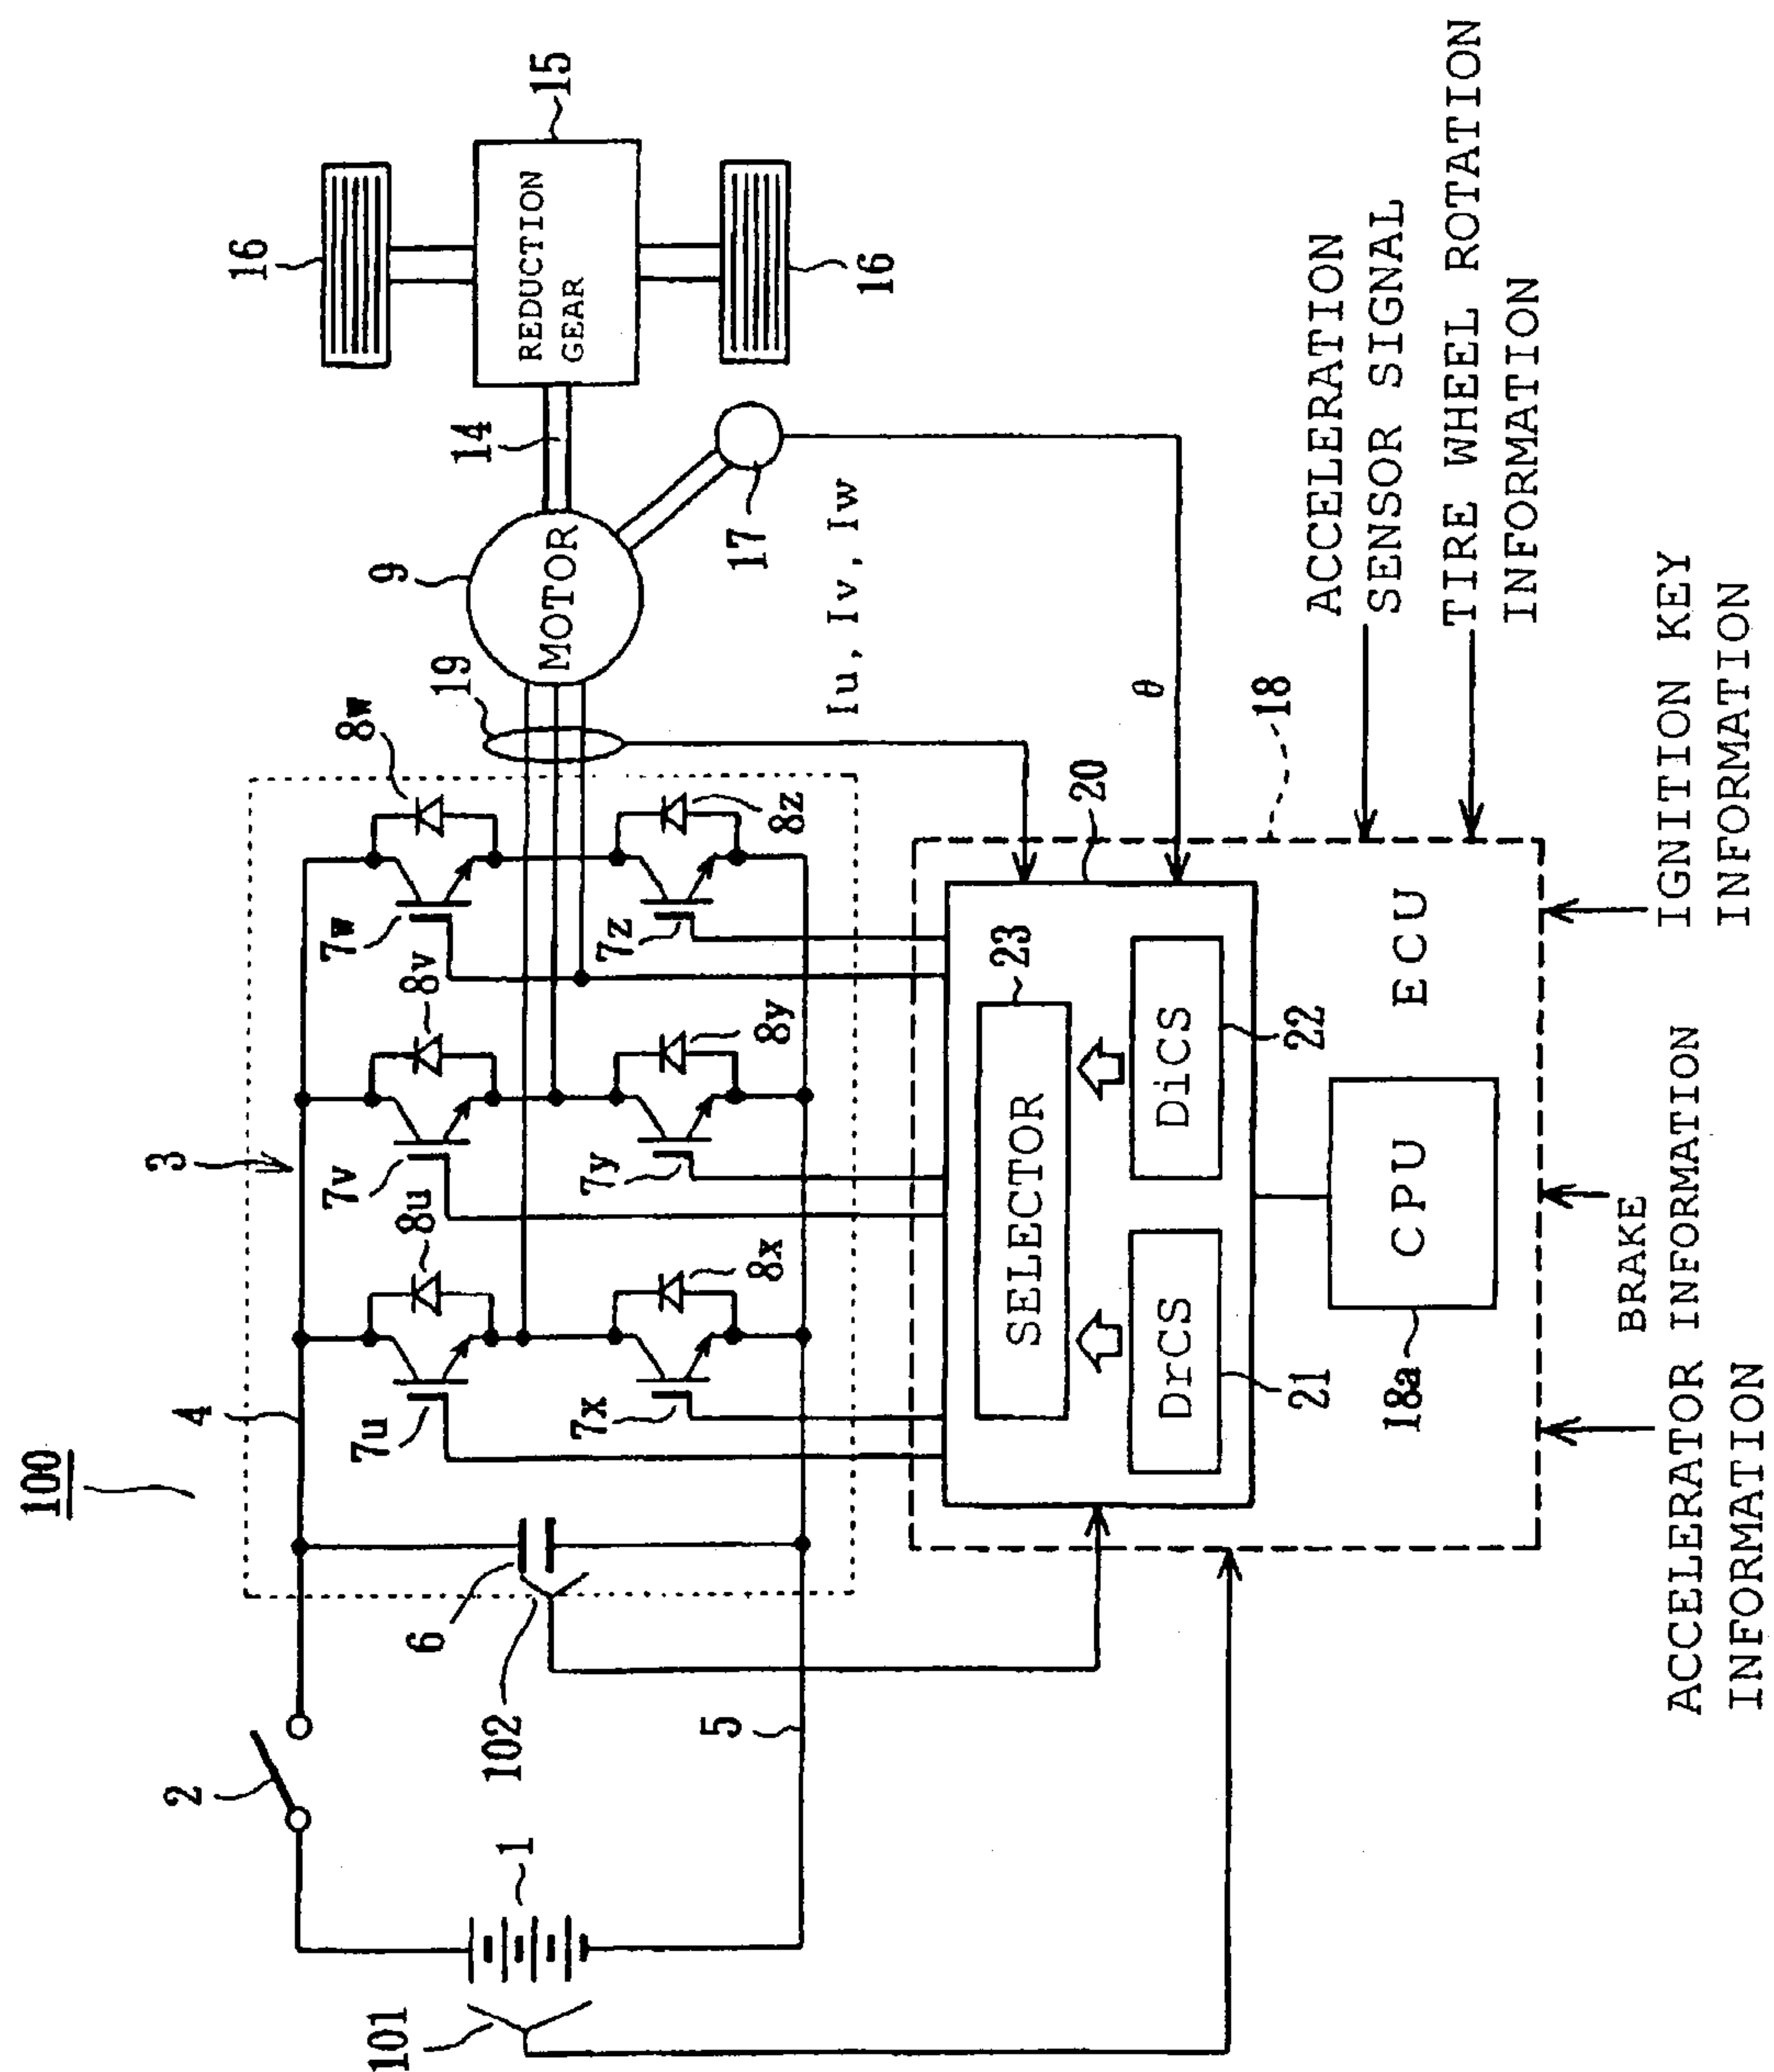 100
3
4
2
1
101
102
6
5
7u
8u
7v
8v
7w
8w
7x
8x
7y
8y
7z
8z
19
9
MOTOR
14
15
REDUCTION
GEAR
16
16
17
Iu, Iv, Iw
θ
18
20
SELECTOR
23
DrCS
21
DiCS
22
CPU
18a
ECU
ACCELERATION
SENSOR SIGNAL
TIRE WHEEL ROTATION
INFORMATION
IGNITION KEY
INFORMATION
BRAKE
INFORMATION
ACCELERATOR
INFORMATION